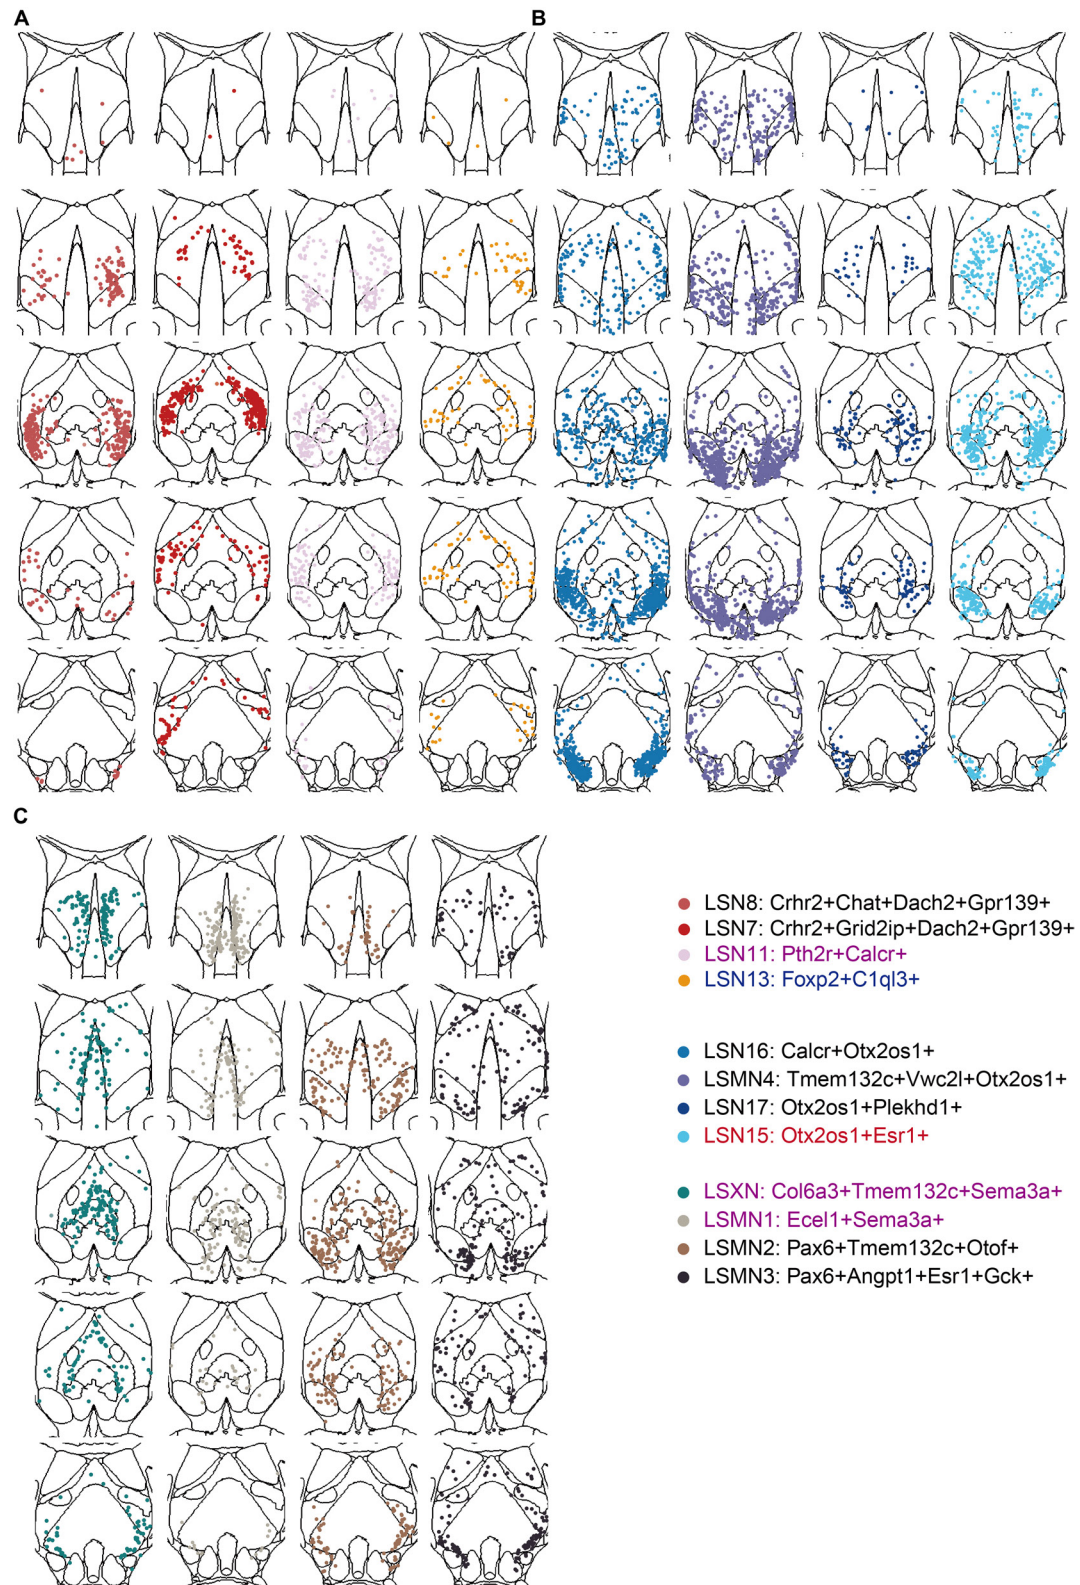 A
B
C
LSN8: Crhr2+Chat+Dach2+Gpr139+
LSN7: Crhr2+Grid2ip+Dach2+Gpr139+
LSN11: Pth2r+Calcr+
LSN13: Foxp2+C1ql3+
LSN16: Calcr+Otx2os1+
LSMN4: Tmem132c+Vwc2l+Otx2os1+
LSN17: Otx2os1+Plekhd1+
LSN15: Otx2os1+Esr1+
LSXN: Col6a3+Tmem132c+Sema3a+
LSMN1: Ecel1+Sema3a+
LSMN2: Pax6+Tmem132c+Otof+
LSMN3: Pax6+Angpt1+Esr1+Gck+